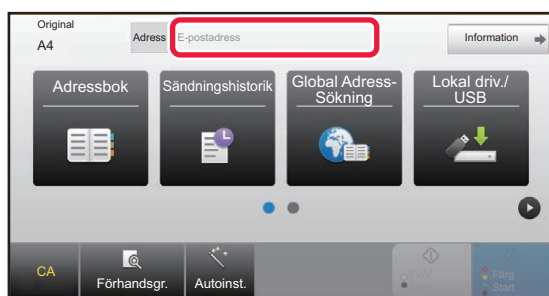 Original
A4
Adress E-postadress
Information
Adressbok
Sändningshistorik
Global Adress-
Sökning
Lokal driv./
USB
CA
Förhandsgr.
Autoinst.
Färg
Start